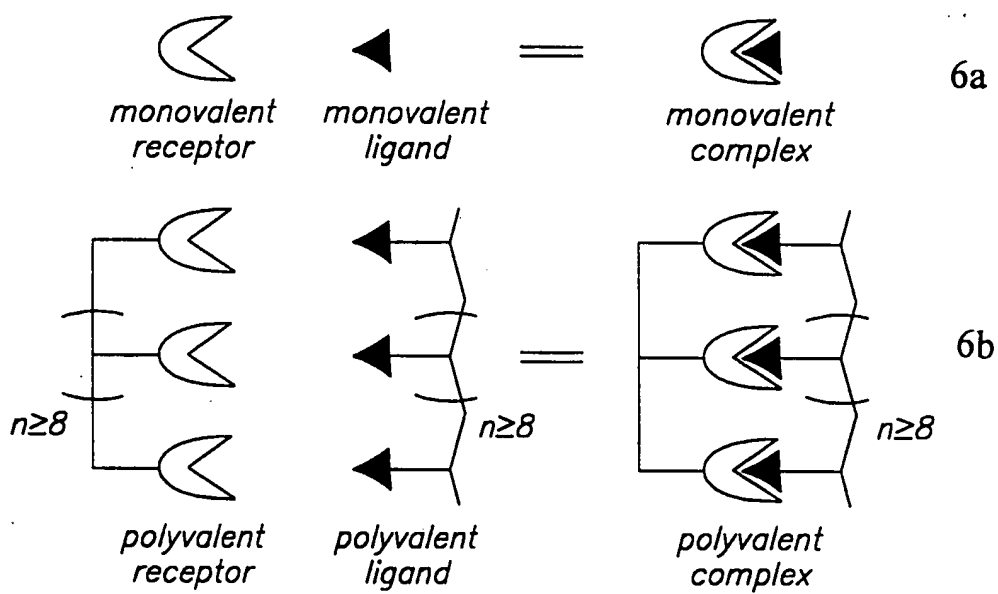 monovalent
receptor
monovalent
ligand
monovalent
complex
6a
n≥8
n≥8
n≥8
6b
polyvalent
receptor
polyvalent
ligand
polyvalent
complex